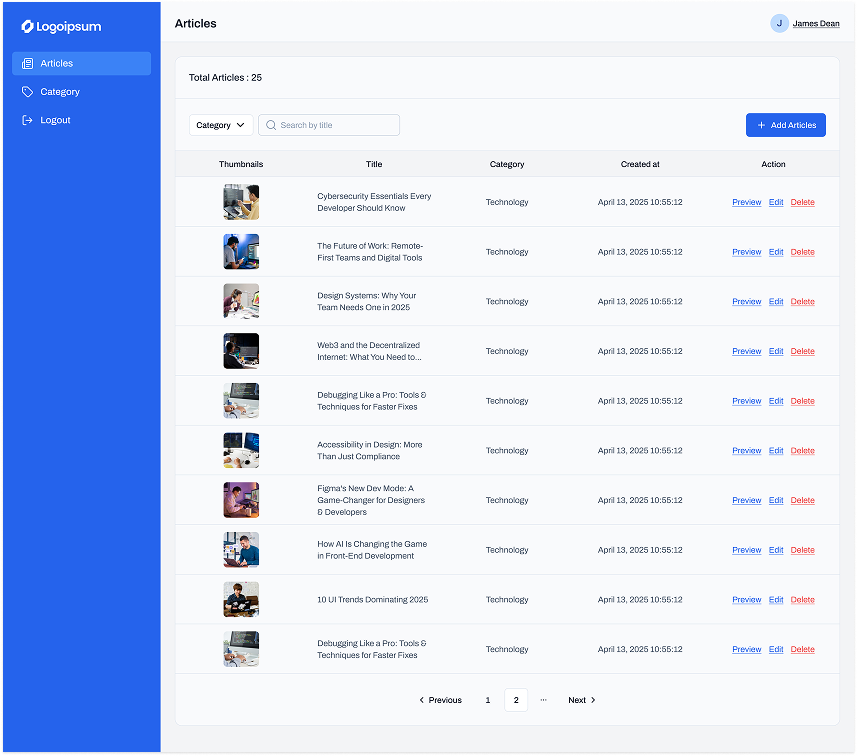 Logoipsum
Articles
Category
Logout
Articles
J
James Dean
Total Articles : 25
Category
Search by title
+ Add Articles
Thumbnails Title Category Created at Action
Cybersecurity Essentials Every
Developer Should Know
Technology April 13, 2025 10:55:12 Preview Edit Delete
The Future of Work: Remote-
First Teams and Digital Tools
Technology April 13, 2025 10:55:12 Preview Edit Delete
Design Systems: Why Your
Team Needs One in 2025
Technology April 13, 2025 10:55:12 Preview Edit Delete
Web3 and the Decentralized
Internet: What You Need to...
Technology April 13, 2025 10:55:12 Preview Edit Delete
Debugging Like a Pro: Tools &
Techniques for Faster Fixes
Technology April 13, 2025 10:55:12 Preview Edit Delete
Accessibility in Design: More
Than Just Compliance
Technology April 13, 2025 10:55:12 Preview Edit Delete
Figma's New Dev Mode: A
Game-Changer for Designers
& Developers
Technology April 13, 2025 10:55:12 Preview Edit Delete
How AI Is Changing the Game
in Front-End Development
Technology April 13, 2025 10:55:12 Preview Edit Delete
10 UI Trends Dominating 2025
Technology April 13, 2025 10:55:12 Preview Edit Delete
Debugging Like a Pro: Tools &
Techniques for Faster Fixes
Technology April 13, 2025 10:55:12 Preview Edit Delete
Previous 1 2 ... Next